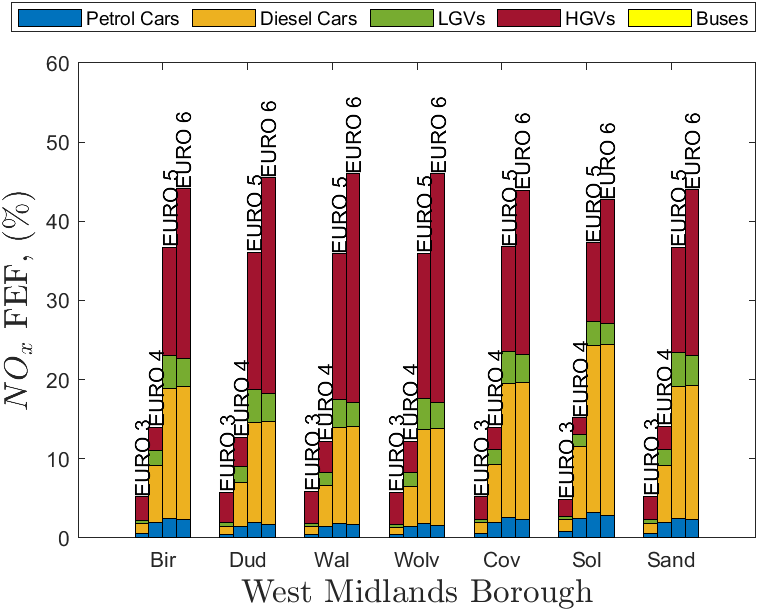 Petrol Cars Diesel Cars LGVs HGVs Buses
60
50
40
30
20
10
0
NOx FEF, (%)
EURO 3 EURO 4 EURO 5 EURO 6
EURO 3 EURO 4 EURO 5 EURO 6
EURO 3 EURO 4 EURO 5 EURO 6
EURO 3 EURO 4 EURO 5 EURO 6
EURO 3 EURO 4 EURO 5 EURO 6
EURO 3 EURO 4 EURO 5 EURO 6
EURO 3 EURO 4 EURO 5 EURO 6
Bir Dud Wal Wolv Cov Sol Sand
West Midlands Borough